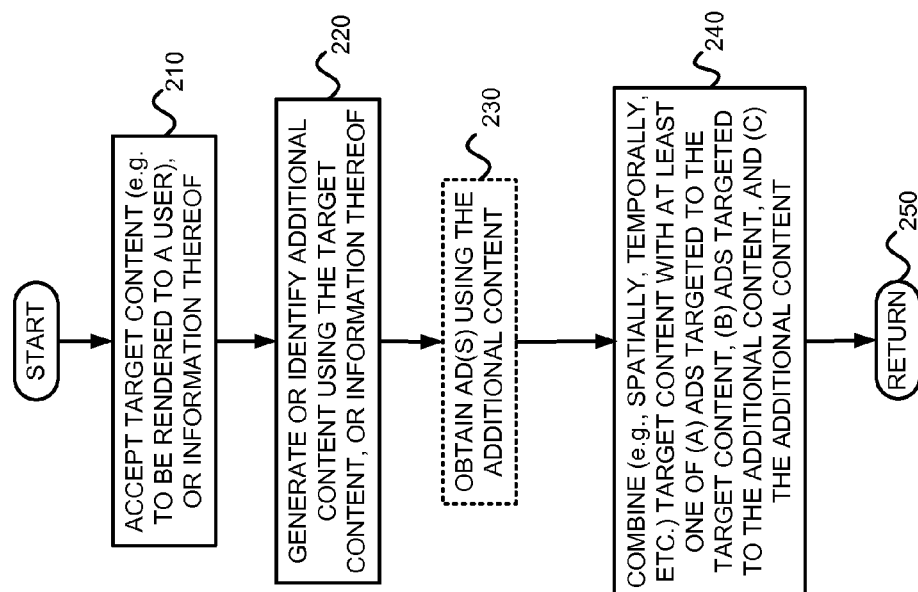 START
210
ACCEPT TARGET CONTENT (e.g.
TO BE RENDERED TO A USER),
OR INFORMATION THEREOF
220
GENERATE OR IDENTIFY ADDITIONAL
CONTENT USING THE TARGET
CONTENT, OR INFORMATION THEREOF
230
OBTAIN AD(S) USING THE
ADDITIONAL CONTENT
240
COMBINE (e.g., SPATIALLY, TEMPORALLY,
ETC.) TARGET CONTENT WITH AT LEAST
ONE OF (A) ADS TARGETED TO THE
TARGET CONTENT, (B) ADS TARGETED
TO THE ADDITIONAL CONTENT, AND (C)
THE ADDITIONAL CONTENT
250
RETURN